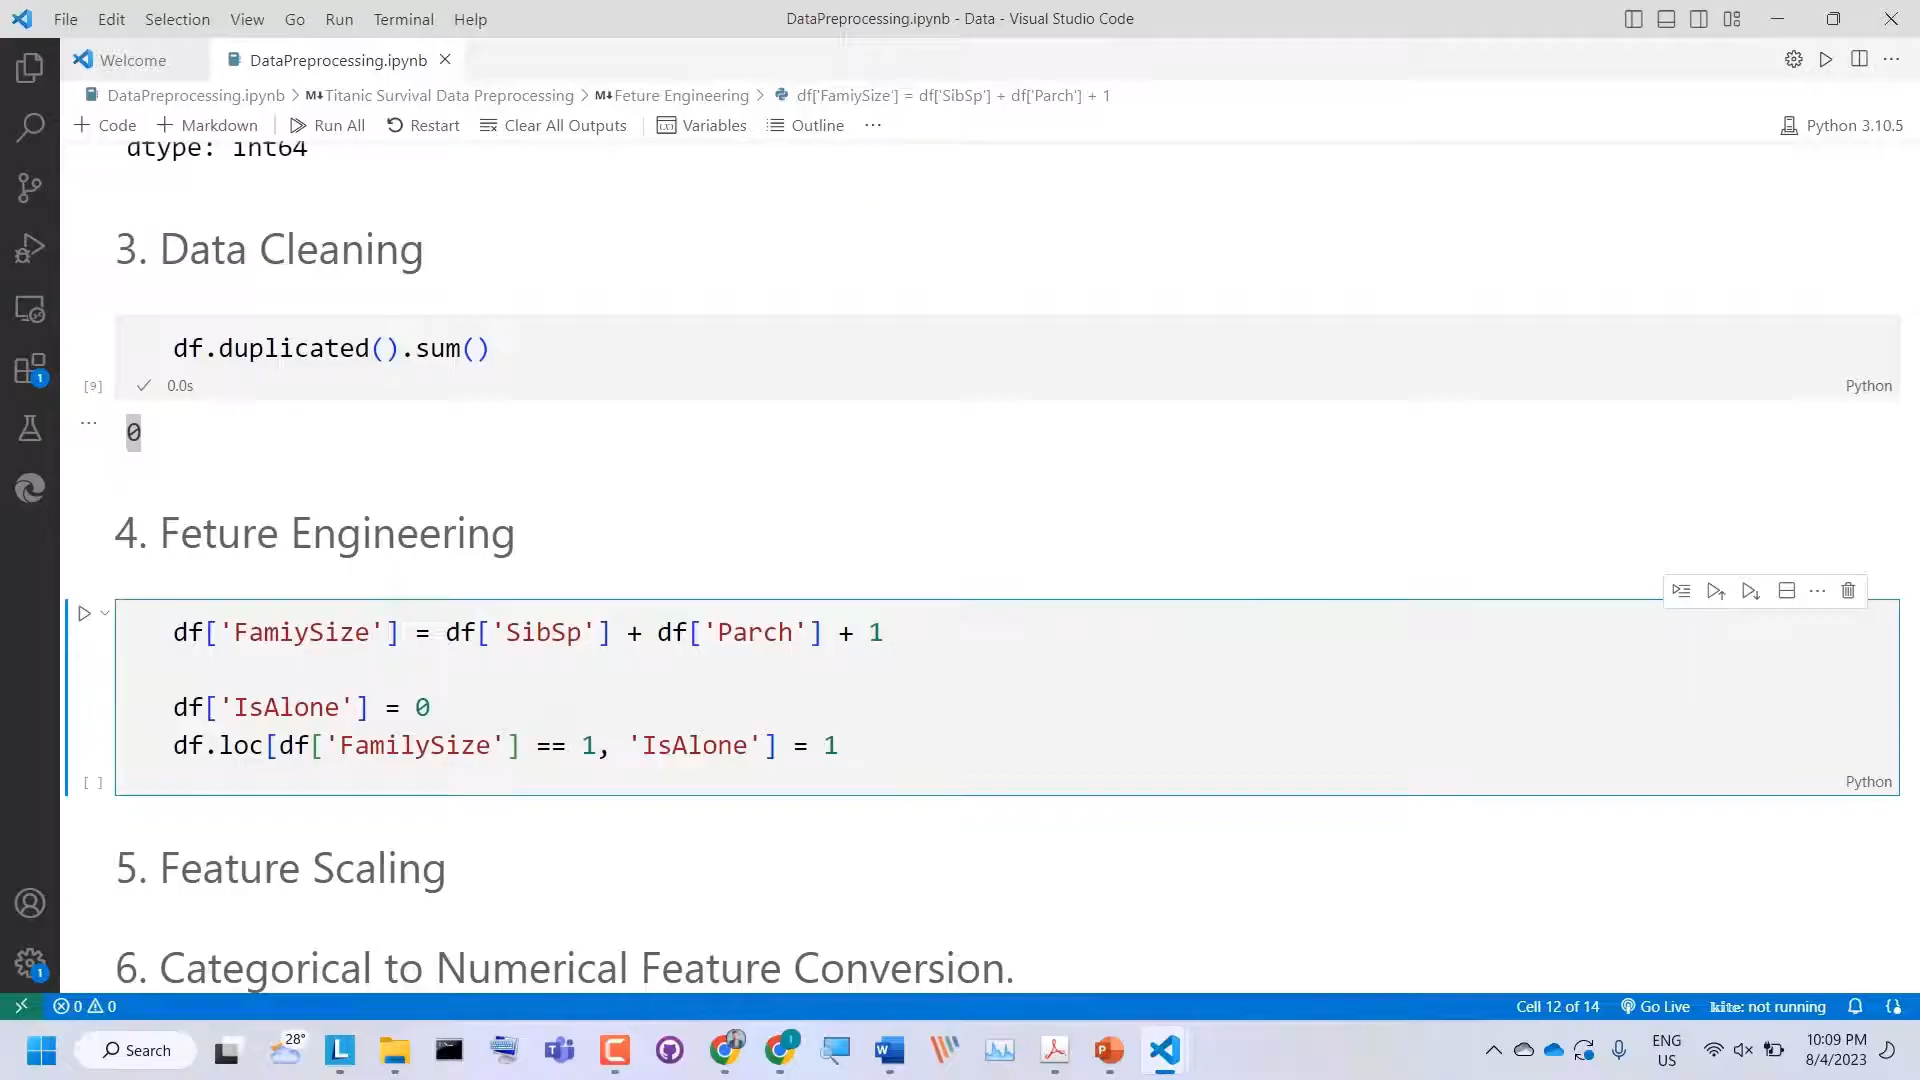 File Edit Selection View Go Run Terminal Help
DataPreprocessing.ipynb - Data - Visual Studio Code
Welcome
DataPreprocessing.ipynb
DataPreprocessing.ipynb > M↓Titanic Survival Data Preprocessing > M↓Feture Engineering > df['FamiySize'] = df['SibSp'] + df['Parch'] + 1
+ Code + Markdown Run All Restart Clear All Outputs Variables Outline ···
Python 3.10.5
dtype: int64
3. Data Cleaning
df.duplicated().sum()
[9] 0.0s
Python
0
4. Feture Engineering
df['FamiySize'] = df['SibSp'] + df['Parch'] + 1
df['IsAlone'] = 0
df.loc[df['FamilySize'] == 1, 'IsAlone'] = 1
[ ]
Python
5. Feature Scaling
6. Categorical to Numerical Feature Conversion.
1
1
0 0
Cell 12 of 14 Go Live kite: not running
Search
28°
ENG
US
10:09 PM
8/4/2023